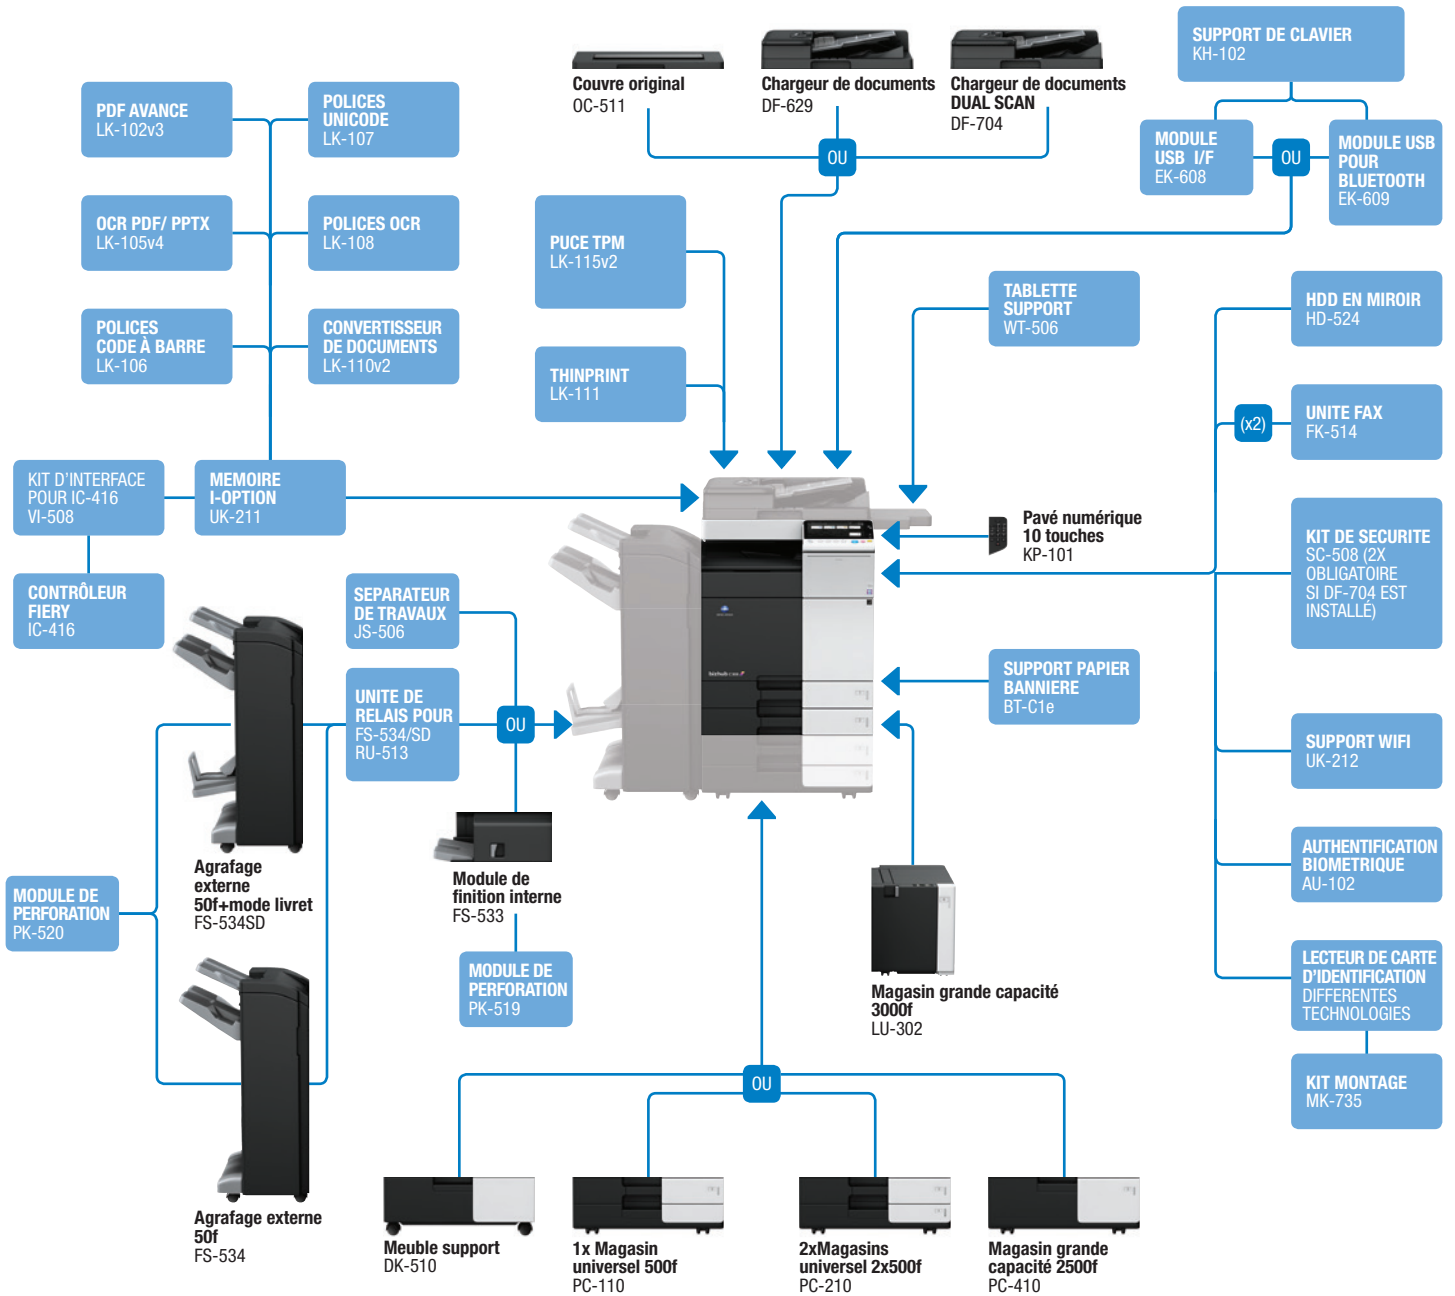 SUPPORT DE CLAVIER
KH-102
Couvre original
OC-511
Chargeur de documents
DF-629
Chargeur de documents
DUAL SCAN
DF-704
PDF AVANCE
LK-102v3
POLICES
UNICODE
LK-107
OU
MODULE
USB I/F
EK-608
OU
MODULE USB
POUR
BLUETOOTH
EK-609
OCR PDF/ PPTX
LK-105v4
POLICES OCR
LK-108
PUCE TPM
LK-115v2
TABLETTE
SUPPORT
WT-506
HDD EN MIROIR
HD-524
POLICES
CODE À BARRE
LK-106
CONVERTISSEUR
DE DOCUMENTS
LK-110v2
THINPRINT
LK-111
(x2)
UNITE FAX
FK-514
KIT D'INTERFACE
POUR IC-416
VI-508
MEMOIRE
I-OPTION
UK-211
Pavé numérique
10 touches
KP-101
KIT DE SECURITE
SC-508 (2X
OBLIGATOIRE
SI DF-704 EST
INSTALLÉ)
CONTRÔLEUR
FIERY
IC-416
SEPARATEUR
DE TRAVAUX
JS-506
UNITE DE
RELAIS POUR
FS-534/SD
RU-513
OU
SUPPORT PAPIER
BANNIERE
BT-C1e
SUPPORT WIFI
UK-212
AUTHENTIFICATION
BIOMETRIQUE
AU-102
Agrafage
externe
50f+mode livret
FS-534SD
Module de
finition interne
FS-533
MODULE DE
PERFORATION
PK-520
MODULE DE
PERFORATION
PK-519
Magasin grande capacité
3000f
LU-302
LECTEUR DE CARTE
D'IDENTIFICATION
DIFFERENTES
TECHNOLOGIES
KIT MONTAGE
MK-735
OU
Agrafage externe
50f
FS-534
Meuble support
DK-510
1x Magasin
universel 500f
PC-110
2xMagasins
universel 2x500f
PC-210
Magasin grande
capacité 2500f
PC-410